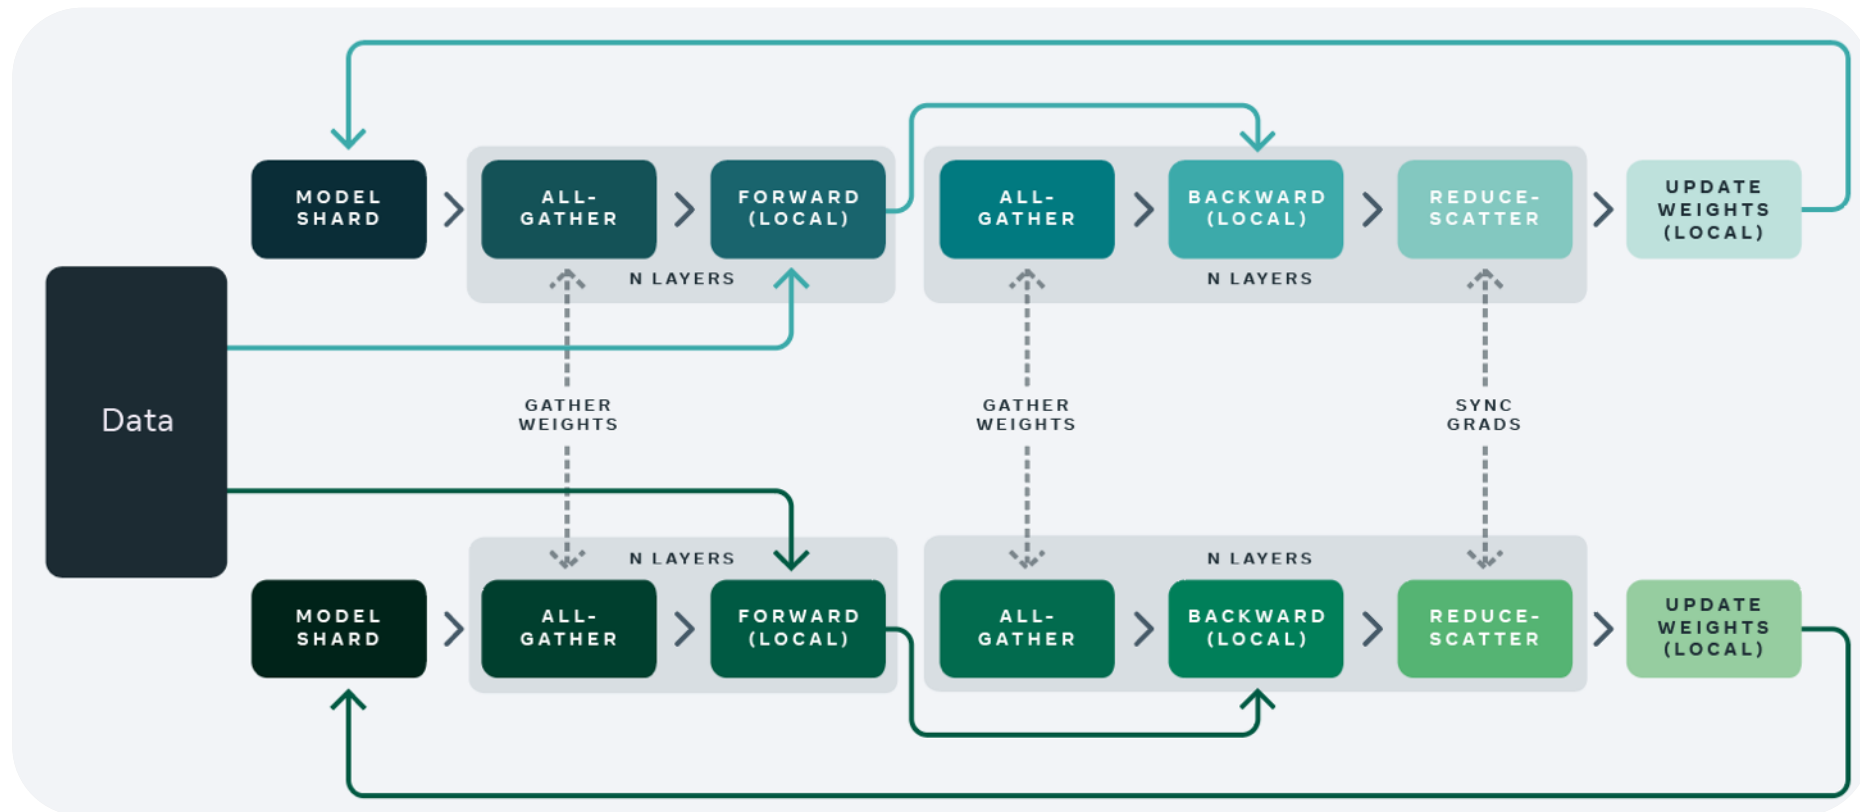 MODEL
SHARD
ALL-
GATHER
FORWARD
(LOCAL)
ALL-
GATHER
BACKWARD
(LOCAL)
REDUCE-
SCATTER
UPDATE
WEIGHTS
(LOCAL)
N LAYERS
N LAYERS
Data
GATHER
WEIGHTS
GATHER
WEIGHTS
SYNC
GRADS
N LAYERS
N LAYERS
MODEL
SHARD
ALL-
GATHER
FORWARD
(LOCAL)
ALL-
GATHER
BACKWARD
(LOCAL)
REDUCE-
SCATTER
UPDATE
WEIGHTS
(LOCAL)